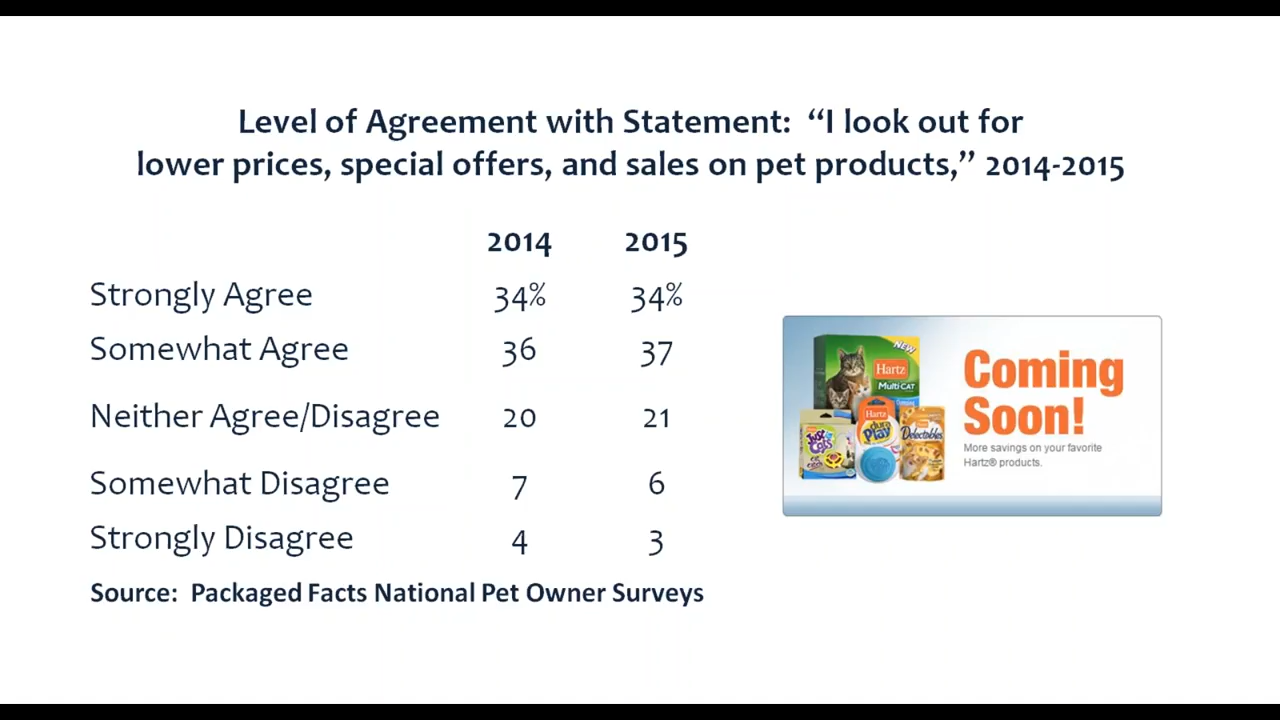 Level of Agreement with Statement: “I look out for
lower prices, special offers, and sales on pet products,” 2014-2015
2014 2015
Strongly Agree 34% 34%
Somewhat Agree 36 37
Neither Agree/Disagree 20 21
Somewhat Disagree 7 6
Strongly Disagree 4 3
Source: Packaged Facts National Pet Owner Surveys
NEW
Hartz
Multi CAT
Hartz
dura
Play
Just
Cats
Delectables
Coming
Soon!
More savings on your favorite
Hartz® products.